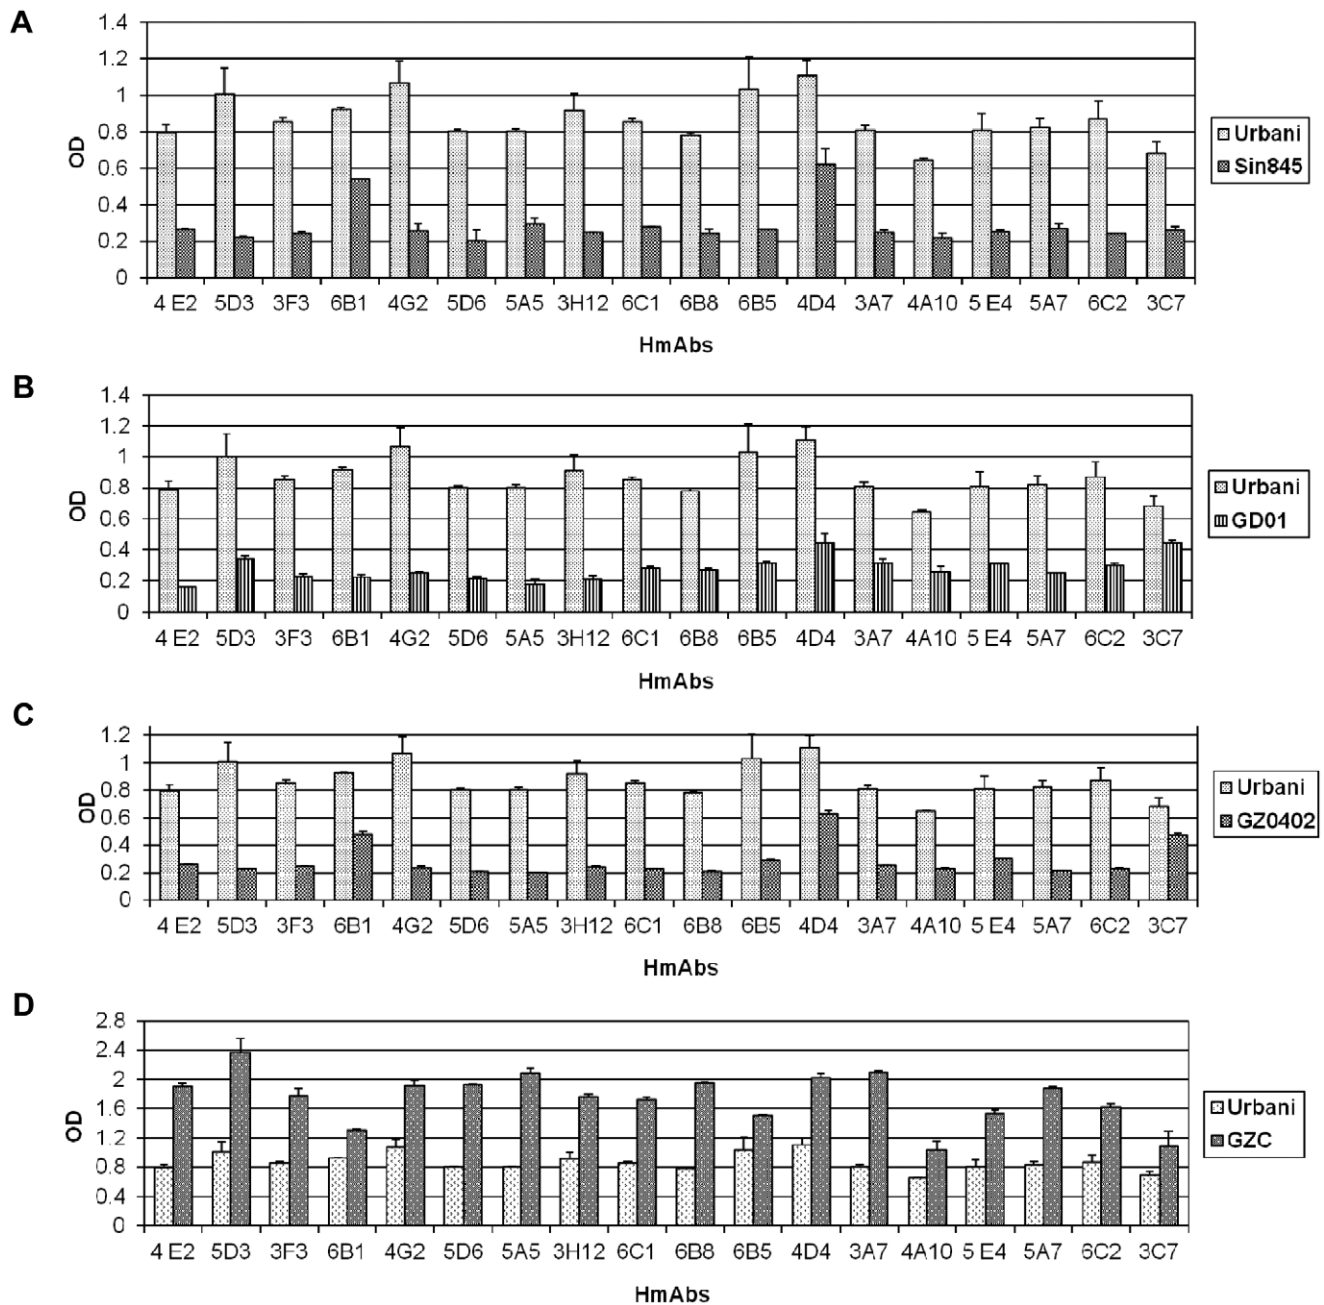 A
1.4
1.2
1
0.8
0.6
0.4
0.2
0
OD
4 E2 5D3 3F3 6B1 4G2 5D6 5A5 3H12 6C1 6B8 6B5 4D4 3A7 4A10 5 E4 5A7 6C2 3C7
HmAbs
Urbani
Sin845
B
1.4
1.2
1
0.8
0.6
0.4
0.2
0
OD
4 E2 5D3 3F3 6B1 4G2 5D6 5A5 3H12 6C1 6B8 6B5 4D4 3A7 4A10 5 E4 5A7 6C2 3C7
HmAbs
Urbani
GD01
C
1.2
1
0.8
0.6
0.4
0.2
0
OD
4 E2 5D3 3F3 6B1 4G2 5D6 5A5 3H12 6C1 6B8 6B5 4D4 3A7 4A10 5 E4 5A7 6C2 3C7
HmAbs
Urbani
GZ0402
D
2.8
2.4
2
1.6
1.2
0.8
0.4
0
OD
4 E2 5D3 3F3 6B1 4G2 5D6 5A5 3H12 6C1 6B8 6B5 4D4 3A7 4A10 5 E4 5A7 6C2 3C7
HmAbs
Urbani
GZC